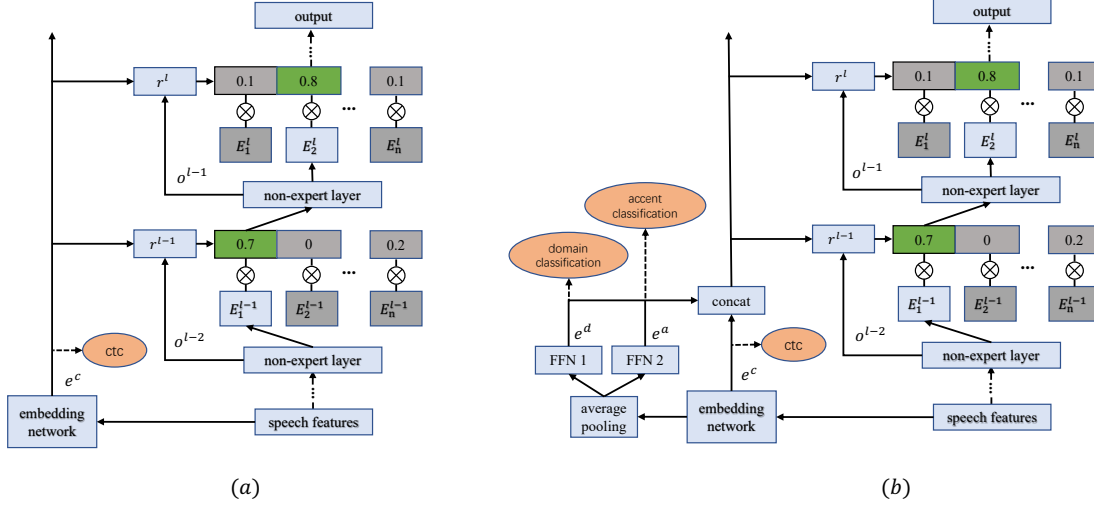 output
r^l
0.1
0.8
0.1
...
E_1^l
E_2^l
E_n^l
o^{l-1}
non-expert layer
r^{l-1}
0.7
0
0.2
...
E_1^{l-1}
E_2^{l-1}
E_n^{l-1}
ctc
o^{l-2}
non-expert layer
e^c
embedding
network
speech features
(a)
output
r^l
0.1
0.8
0.1
...
E_1^l
E_2^l
E_n^l
o^{l-1}
non-expert layer
accent
classification
domain
classification
r^{l-1}
0.7
0
0.2
...
E_1^{l-1}
E_2^{l-1}
E_n^{l-1}
concat
e^d
e^a
ctc
o^{l-2}
FFN 1
FFN 2
non-expert layer
e^c
average
pooling
embedding
network
speech features
(b)